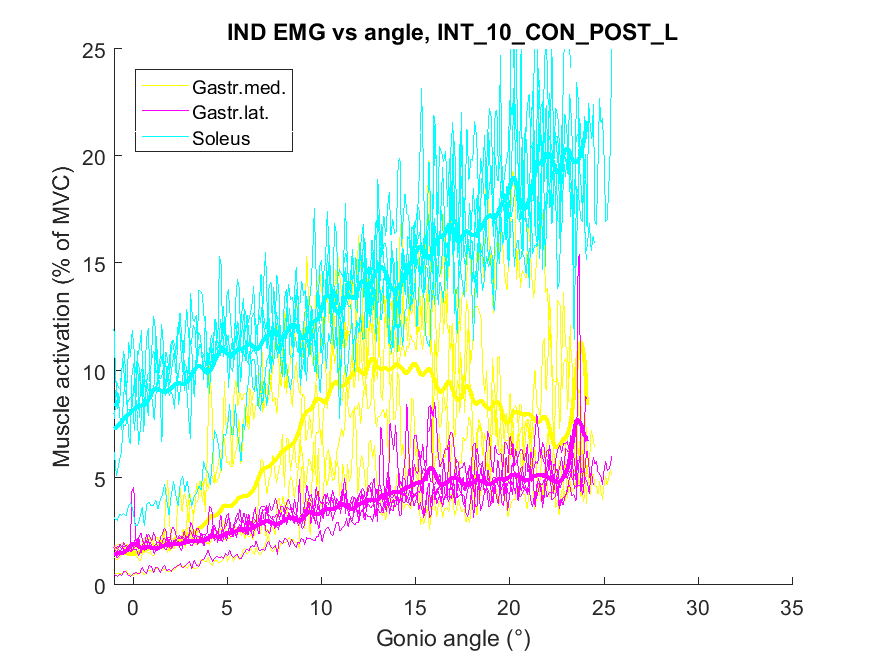 IND EMG vs angle, INT_10_CON_POST_L
25
20
15
10
5
0
Muscle activation (% of MVC)
Gastr.med.
Gastr.lat.
Soleus
0 5 10 15 20 25 30 35
Gonio angle (°)